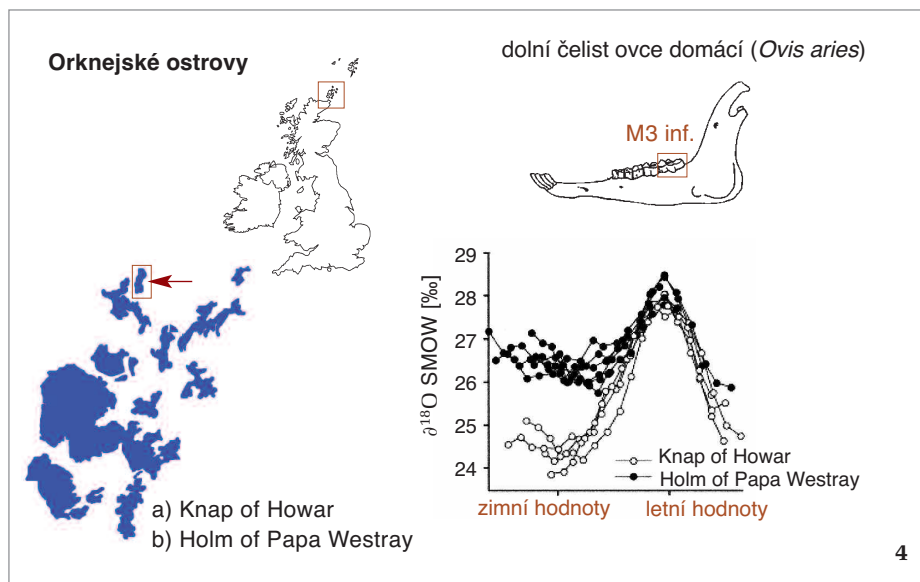 Orknejské ostrovy
dolní čelist ovce domácí (Ovis aries)
M3 inf.
∂¹⁸O SMOW [‰]
28
27
26
25
24
Knap of Howar
Holm of Papa Westray
zimní hodnoty
letní hodnoty
a) Knap of Howar
b) Holm of Papa Westray
4